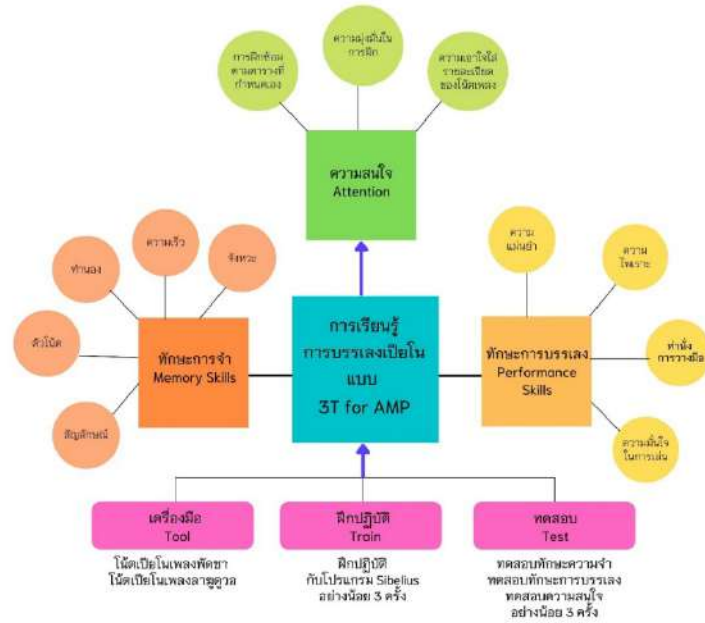 การฝึกซ้อม
ตามตารางที่
กำหนดเอง
ความมุ่งมั่นใน
การฝึก
ความเอาใจใส่
รายละเอียด
ของโน้ตเพลง
ความสนใจ
Attention
ทำนอง
ความเร็ว
จังหวะ
ตัวโน้ต
สัญลักษณ์
ทักษะการจำ
Memory Skills
การเรียนรู้
การบรรเลงเปียโน
แบบ
3T for AMP
ความ
แม่นยำ
ความ
ไพเราะ
ท่านั่ง
การวางมือ
ความมั่นใจ
ในการเล่น
ทักษะการบรรเลง
Performance
Skills
เครื่องมือ
Tool
โน้ตเปียโนเพลงพัดชา
โน้ตเปียโนเพลงลาฆูดูวอ
ฝึกปฏิบัติ
Train
ฝึกปฏิบัติ
กับโปรแกรม Sibelius
อย่างน้อย 3 ครั้ง
ทดสอบ
Test
ทดสอบทักษะความจำ
ทดสอบทักษะการบรรเลง
ทดสอบความสนใจ
อย่างน้อย 3 ครั้ง